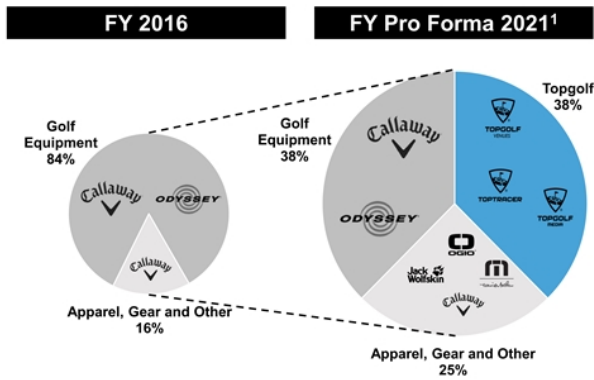 FY 2016
FY Pro Forma 2021¹
Golf
Equipment
84%
Callaway
ODYSSEY
Callaway
Apparel, Gear and Other
16%
Golf
Equipment
38%
Callaway
ODYSSEY
Topgolf
38%
TOPGOLF
VENUES
TOPTRACER
TOPGOLF
MEDIA
OGIO
Jack
Wolfskin
Callaway
Apparel, Gear and Other
25%